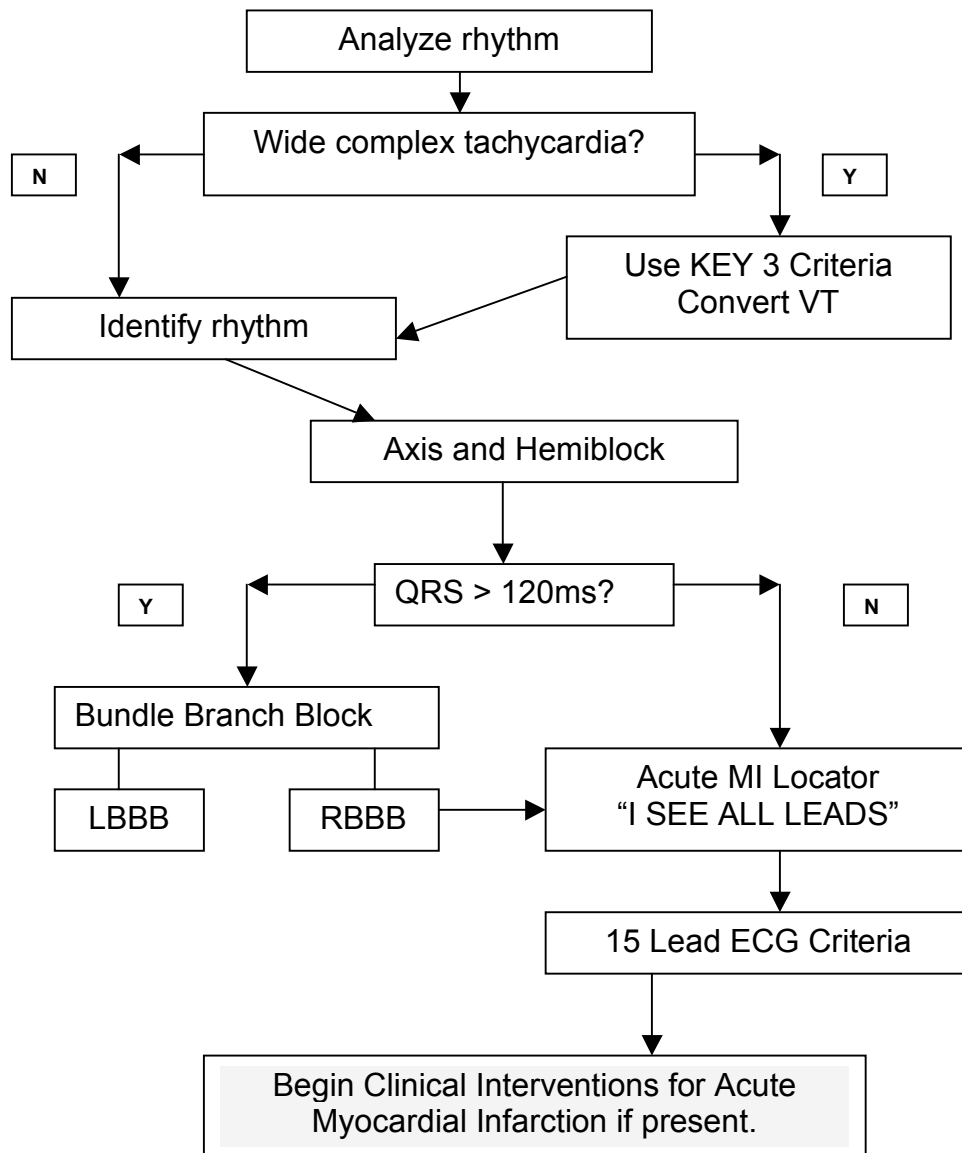 Analyze rhythm
Wide complex tachycardia?
N
Y
Use KEY 3 Criteria
Convert VT
Identify rhythm
Axis and Hemiblock
QRS > 120ms?
Y
N
Bundle Branch Block
LBBB
RBBB
Acute MI Locator
“I SEE ALL LEADS”
15 Lead ECG Criteria
Begin Clinical Interventions for Acute
Myocardial Infarction if present.